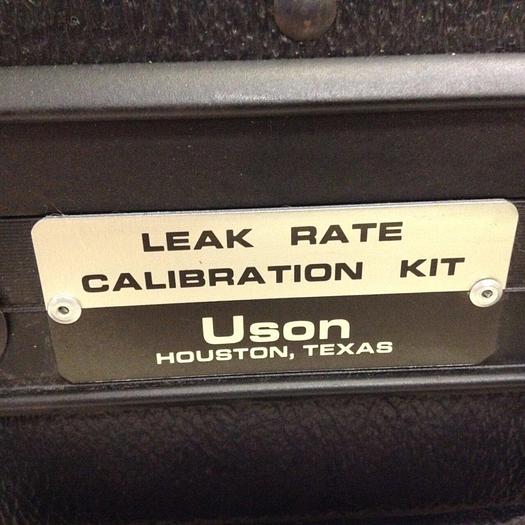 LEAK RATE
CALIBRATION KIT
Uson
HOUSTON, TEXAS